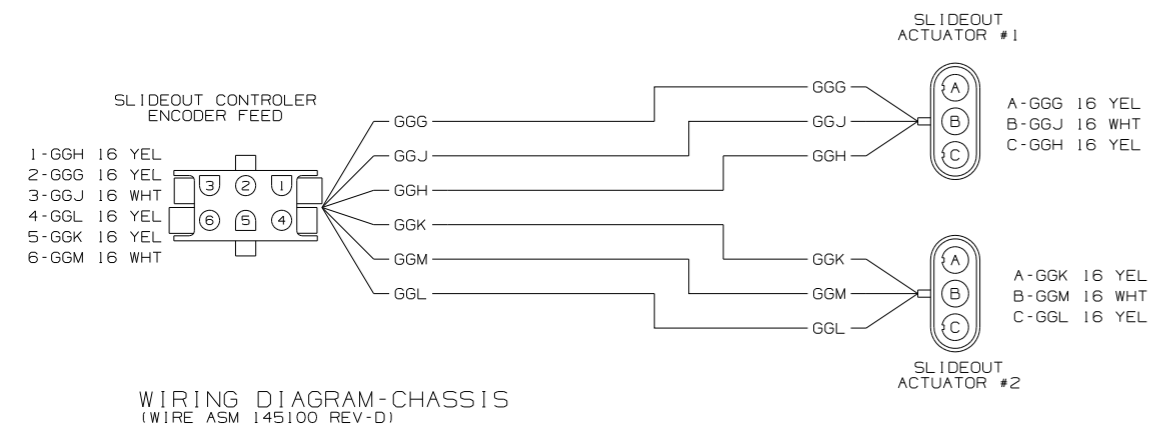 SLIDEOUT
ACTUATOR #1
GGG
A
SLIDEOUT CONTROLER
ENCODER FEED
A-GGG 16 YEL
B-GGJ 16 WHT
C-GGH 16 YEL
GGG
GGJ
B
1-GGH 16 YEL
2-GGG 16 YEL
3-GGJ 16 WHT
4-GGL 16 YEL
5-GGK 16 YEL
6-GGM 16 WHT
GGJ
GGH
C
3 2 1
6 5 4
GGH
GGK
GGM
GGL
GGK
A
GGM
B
GGL
C
A-GGK 16 YEL
B-GGM 16 WHT
C-GGL 16 YEL
SLIDEOUT
ACTUATOR #2
WIRING DIAGRAM-CHASSIS
(WIRE ASM 145100 REV-D)